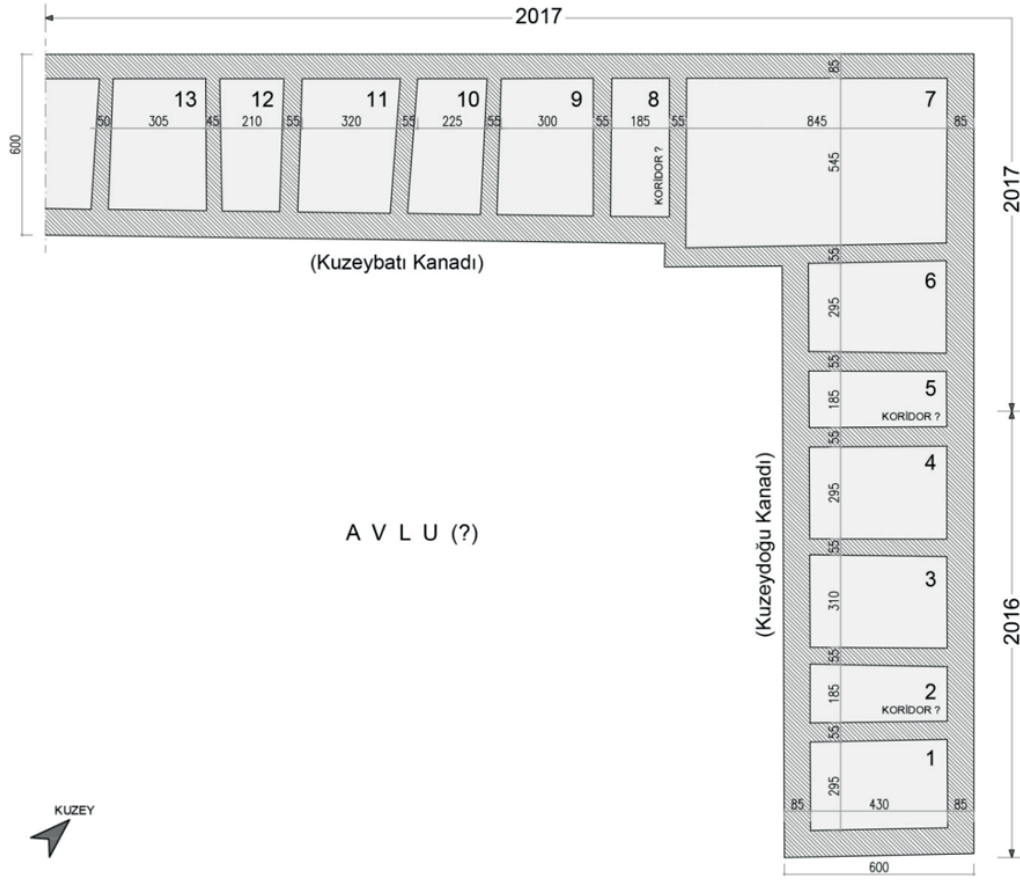 2017
85
13 12 11 10 9 8 7
50 305 45 210 55 320 55 225 55 300 55 185 55 845 85
600
KORİDOR ?
545
2017
(Kuzeybatı Kanadı)
55
6
295
55
5
185
KORİDOR ?
55
4
295
(Kuzeydoğu Kanadı)
A V L U (?)
55
3
310
2016
55
2
185
KORİDOR ?
55
1
295
85 430 85
KUZEY
600